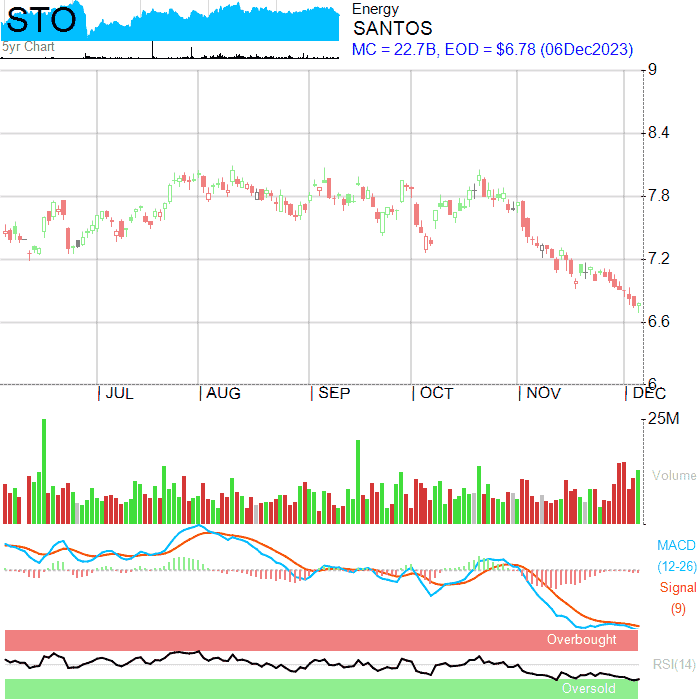 STO
5yr Chart
Energy
SANTOS
MC = 22.7B, EOD = $6.78 (06Dec2023)
9
8.4
7.8
7.2
6.6
6
| JUL | AUG | SEP | OCT | NOV | DEC
25M
Volume
MACD
(12-26)
Signal
(9)
Overbought
RSI(14)
Oversold